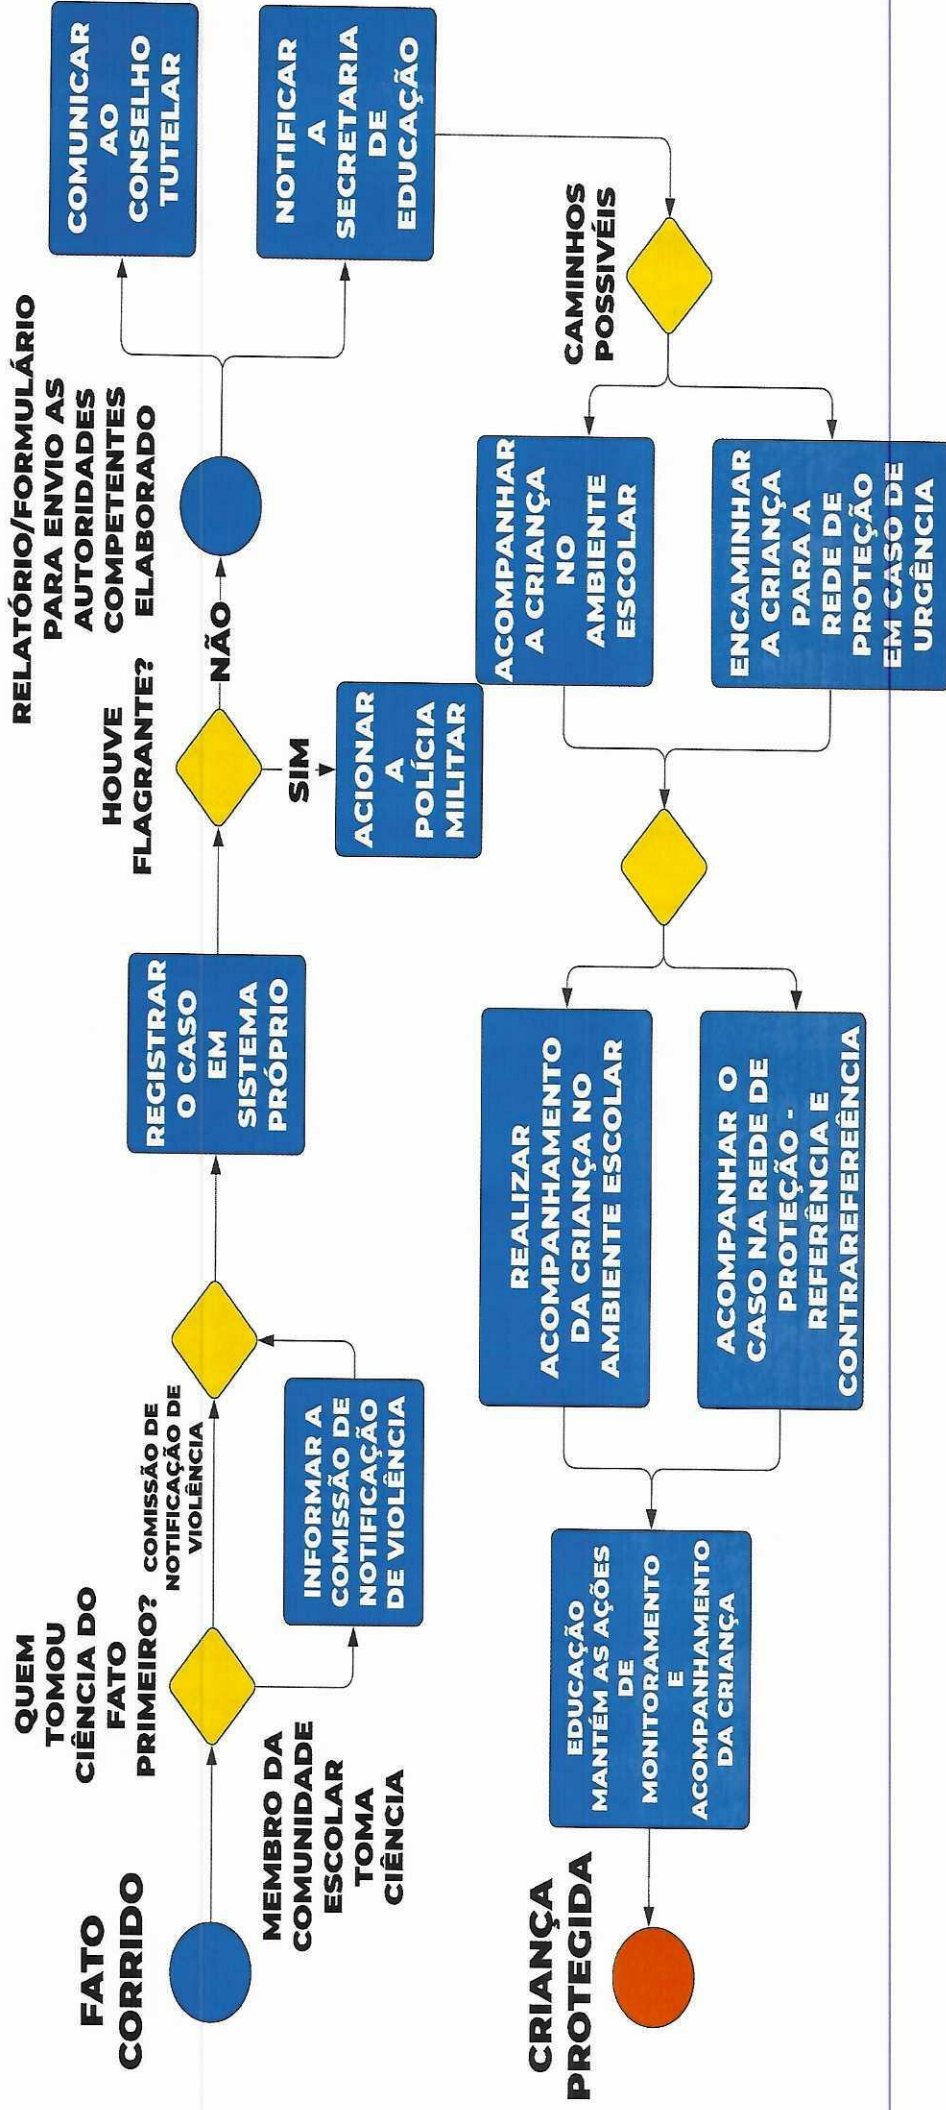 FATO
CORRIDO
QUEM
TOMOU
CIÊNCIA DO
FATO
PRIMEIRO?
MEMBRO DA
COMUNIDADE
ESCOLAR
TOMA
CIÊNCIA
COMISSÃO DE
NOTIFICAÇÃO DE
VIOLÊNCIA
INFORMAR A
COMISSÃO DE
NOTIFICAÇÃO
DE VIOLÊNCIA
REGISTRAR
O CASO
EM
SISTEMA
PRÓPRIO
HOUVE
FLAGRANTE?
SIM
NÃO
ACIONAR
A
POLÍCIA
MILITAR
RELATÓRIO/FORMULÁRIO
PARA ENVIO AS
AUTORIDADES
COMPETENTES
ELABORADO
COMUNICAR
AO
CONSELHO
TUTELAR
NOTIFICAR
A
SECRETARIA
DE
EDUCAÇÃO
CAMINHOS
POSSIVÉIS
ACOMPANHAR
A CRIANÇA
NO
AMBIENTE
ESCOLAR
ENCAMINHAR
A CRIANÇA
PARA A
REDE DE
PROTEÇÃO
EM CASO DE
URGÊNCIA
REALIZAR
ACOMPANHAMENTO
DA CRIANÇA NO
AMBIENTE ESCOLAR
ACOMPANHAR O
CASO NA REDE DE
PROTEÇÃO -
REFERÊNCIA E
CONTRAREFEREÊNCIA
EDUCAÇÃO
MANTÉM AS AÇÕES
DE
MONITORAMENTO
E
ACOMPANHAMENTO
DA CRIANÇA
CRIANÇA
PROTEGIDA